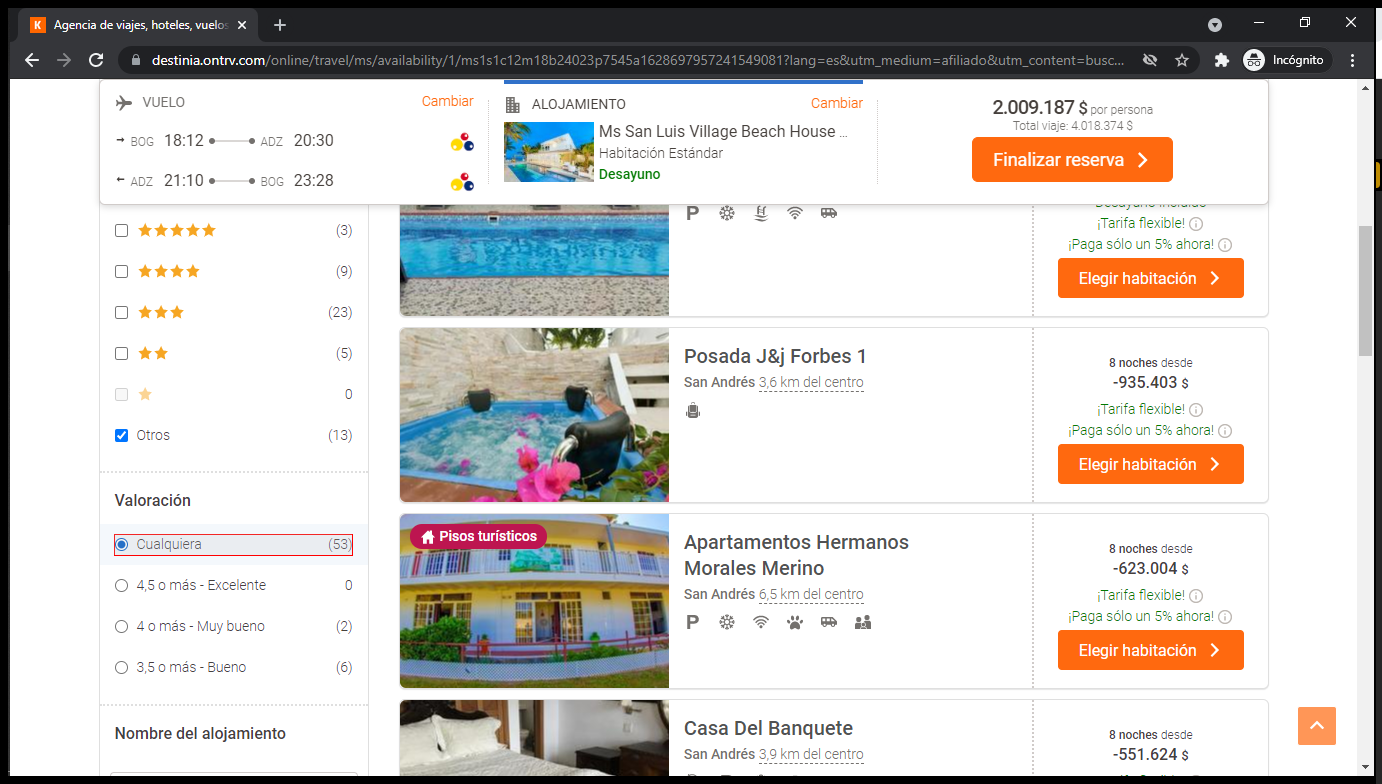 Agencia de viajes, hoteles, vuelos
destinia.ontrv.com/online/travel/ms/availability/1/ms1s1c12m18b24023p7545a1628697957241549081?lang=es&utm_medium=afiliado&utm_content=busc...
Incógnito
VUELO
Cambiar
BOG 18:12 ADZ 20:30
ADZ 21:10 BOG 23:28
ALOJAMIENTO
Cambiar
Ms San Luis Village Beach House ...
Habitación Estándar
Desayuno
2.009.187 $ por persona
Total viaje: 4.018.374 $
Finalizar reserva
(3)
(9)
(23)
(5)
0
Otros (13)
Valoración
Cualquiera (53)
4,5 o más - Excelente 0
4 o más - Muy bueno (2)
3,5 o más - Bueno (6)
Nombre del alojamiento
P
Desayuno incluido
¡Tarifa flexible!
¡Paga sólo un 5% ahora!
Elegir habitación
Posada J&j Forbes 1
San Andrés 3,6 km del centro
8 noches desde
-935.403 $
¡Tarifa flexible!
¡Paga sólo un 5% ahora!
Elegir habitación
Pisos turísticos
Apartamentos Hermanos
Morales Merino
San Andrés 6,5 km del centro
P
8 noches desde
-623.004 $
¡Tarifa flexible!
¡Paga sólo un 5% ahora!
Elegir habitación
Casa Del Banquete
San Andrés 3,9 km del centro
8 noches desde
-551.624 $